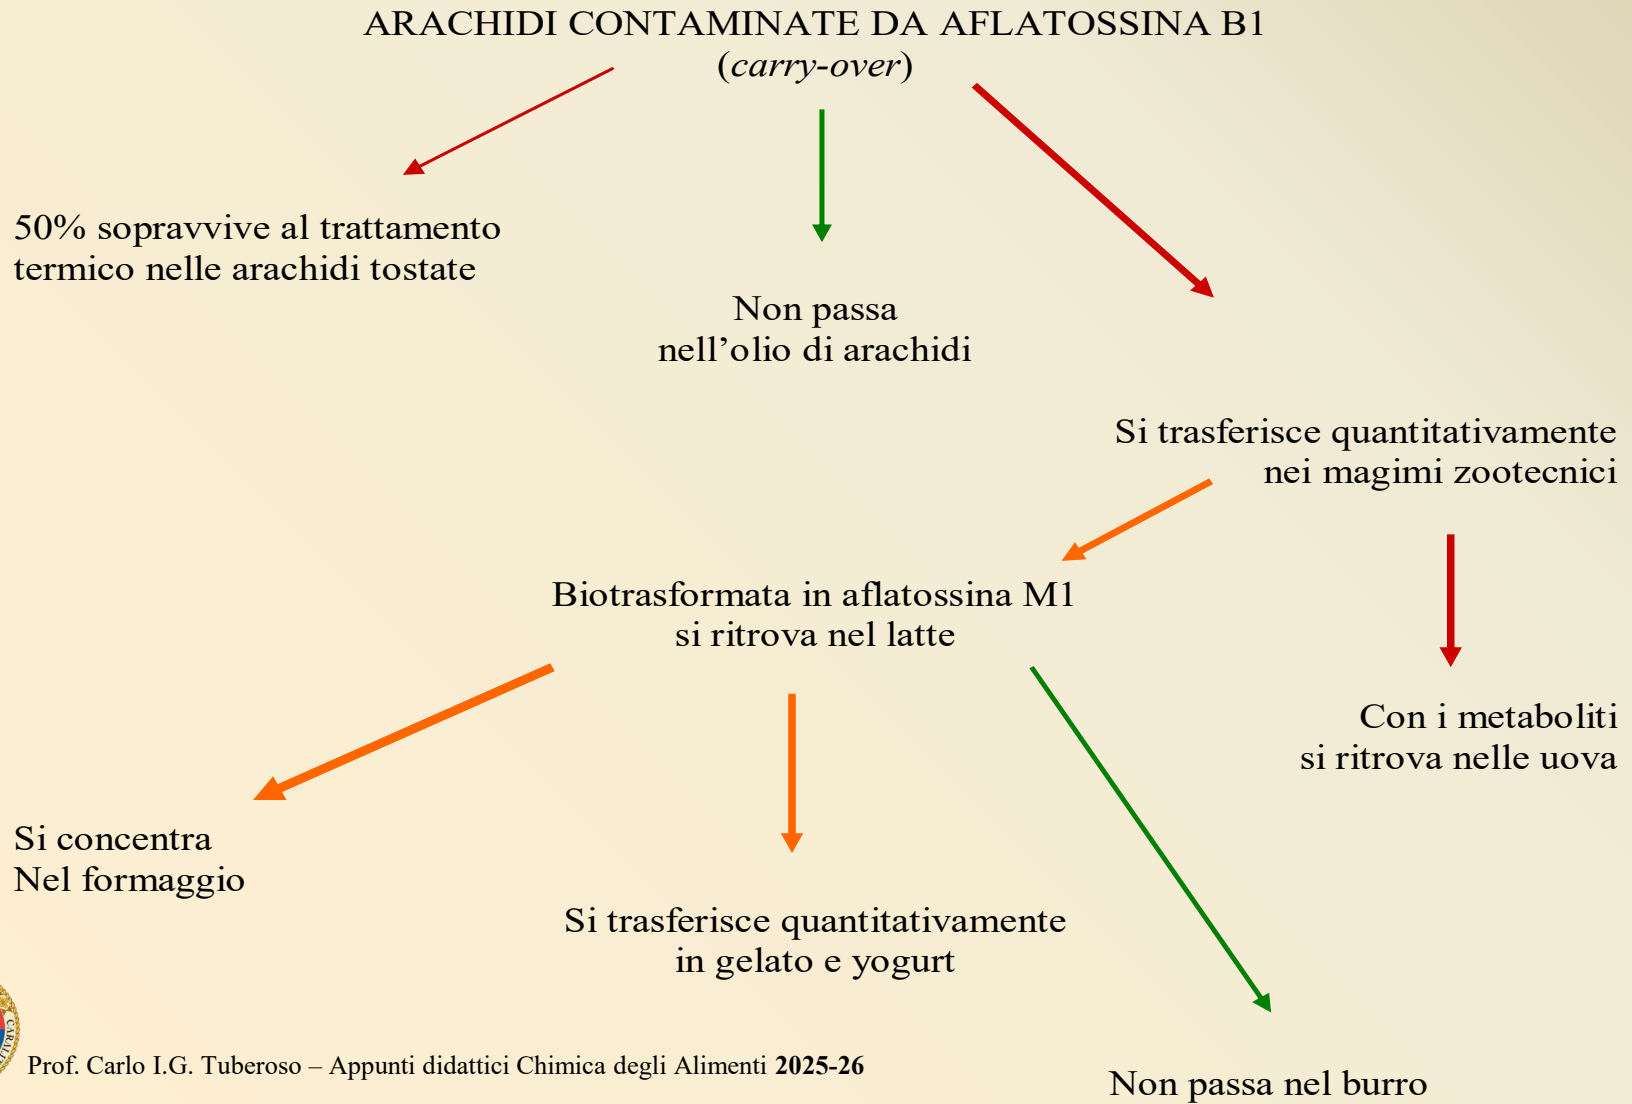 ARACHIDI CONTAMINATE DA AFLATOSSINA B1
(carry-over)
50% sopravvive al trattamento
termico nelle arachidi tostate
Non passa
nell’olio di arachidi
Si trasferisce quantitativamente
nei magimi zootecnici
Biotrasformata in aflatossina M1
si ritrova nel latte
Con i metaboliti
si ritrova nelle uova
Si concentra
Nel formaggio
Si trasferisce quantitativamente
in gelato e yogurt
Prof. Carlo I.G. Tuberoso – Appunti didattici Chimica degli Alimenti 2025-26
Non passa nel burro